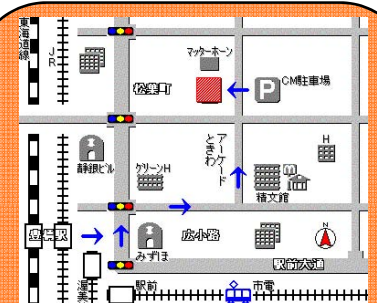 東海道線
JR
マッターホーン
松葉町
P
CM駐車場
アーケード
ときわ
H
静銀ビル
グリーンH
精文館
豊橋駅
広小路
N
みずほ
駅前大通
渥美
駅前
市電